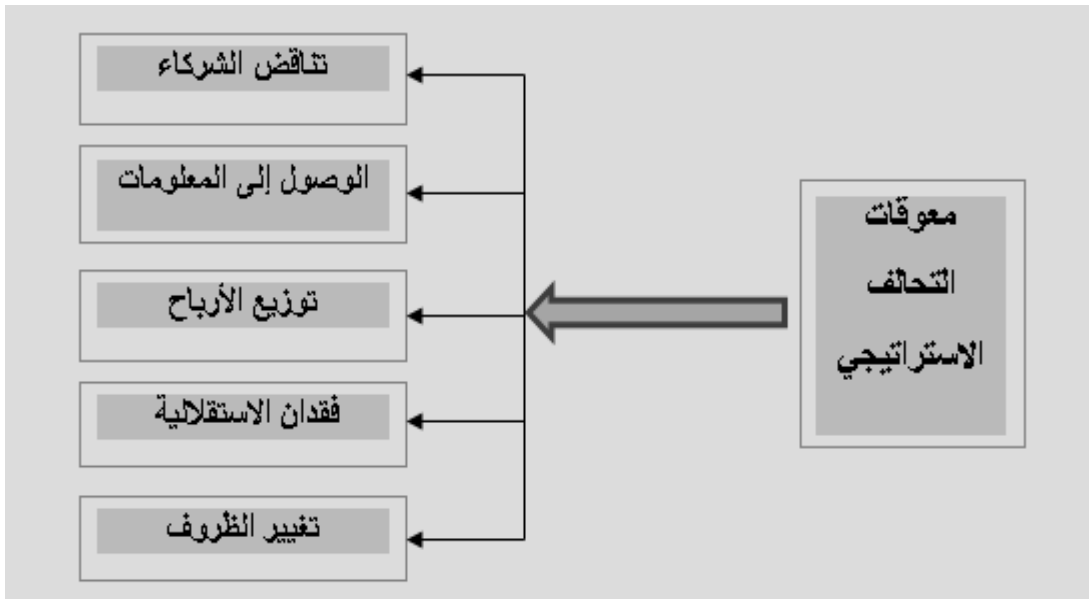 معوقات
التحالف
الاستراتيجي
تناقض الشركاء
الوصول إلى المعلومات
توزيع الأرباح
فقدان الاستقلالية
تغيير الظروف